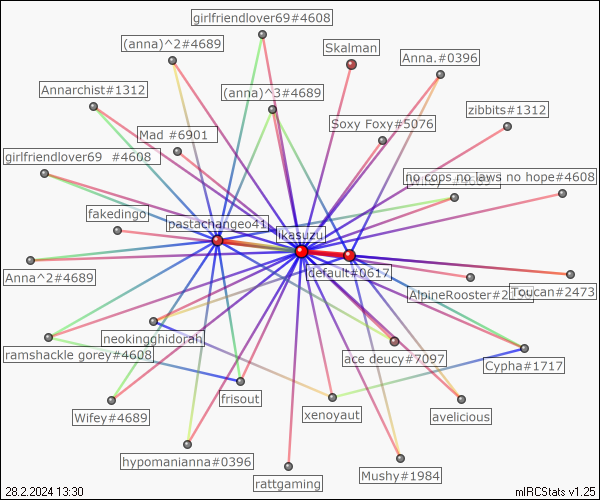 girlfriendlover69#4608
(anna)^2#4689
Skalman
Anna.#0396
Annarchist#1312
(anna)^3#4689
zibbits#1312
Mad #6901
Soxy Foxy#5076
girlfriendlover69 #4608
no cops no laws no hope#4608
fakedingo
pastachangeo41
ikasuzu
default#0617
Anna^2#4689
AlpineRooster#2
Toucan#2473
neokingghidorah
ramshackle gorey#4608
ace deucy#7097
Cypha#1717
frisout
xenoyaut
avelicious
Wifey#4689
hypomanianna#0396
rattgaming
Mushy#1984
28.2.2024 13:30
mIRCStats v1.25